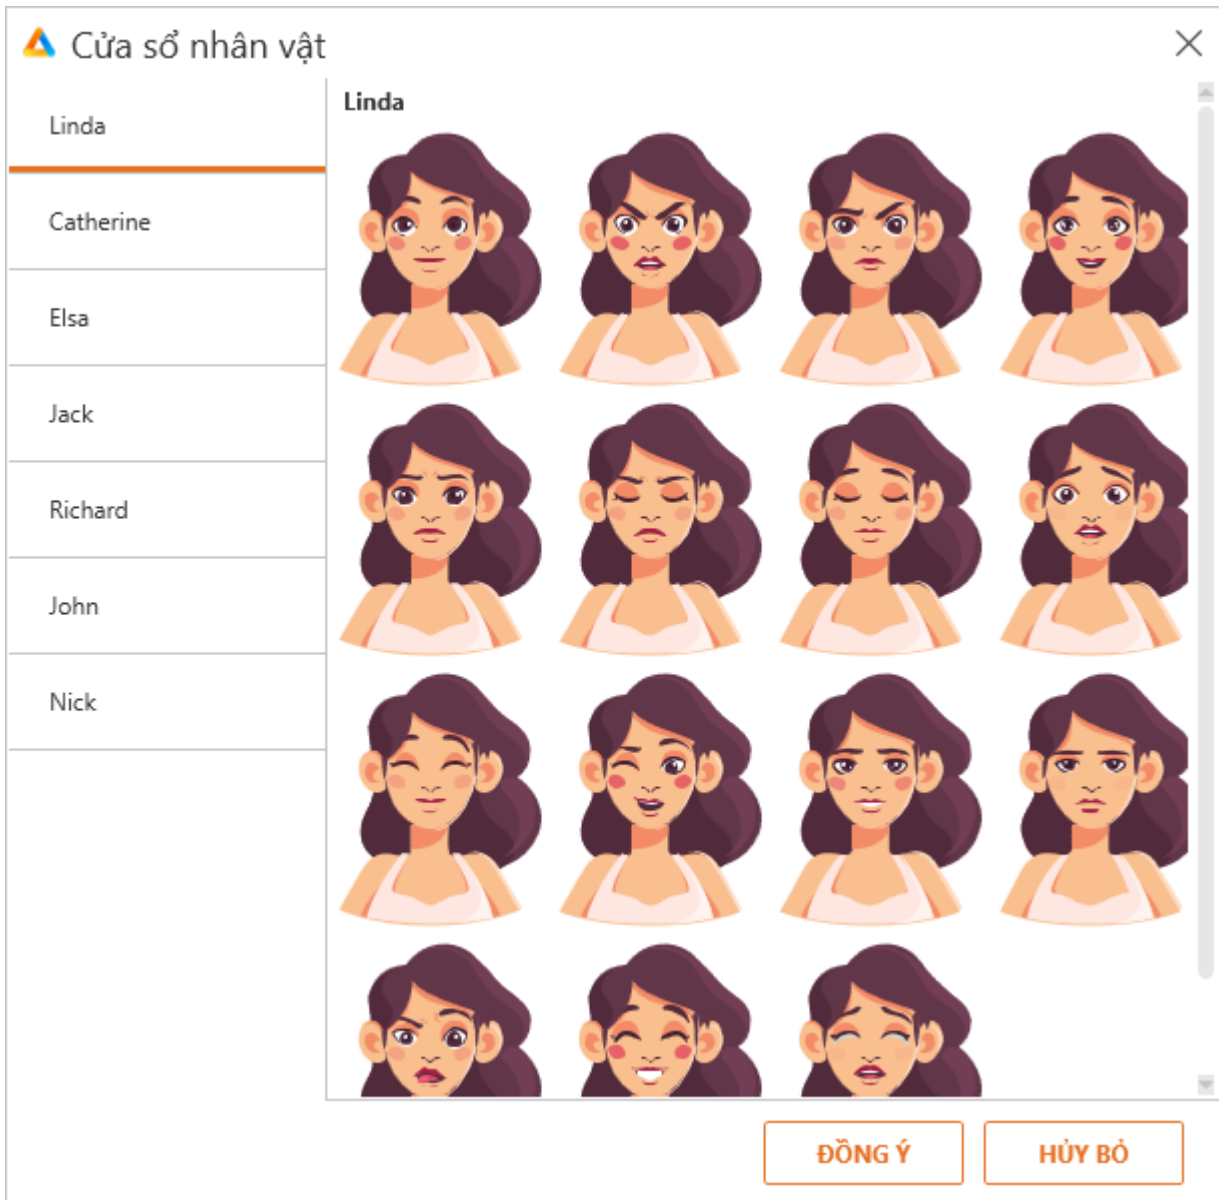 Cửa sổ nhân vật
Linda
Catherine
Elsa
Jack
Richard
John
Nick
Linda
ĐỒNG Ý
HỦY BỎ